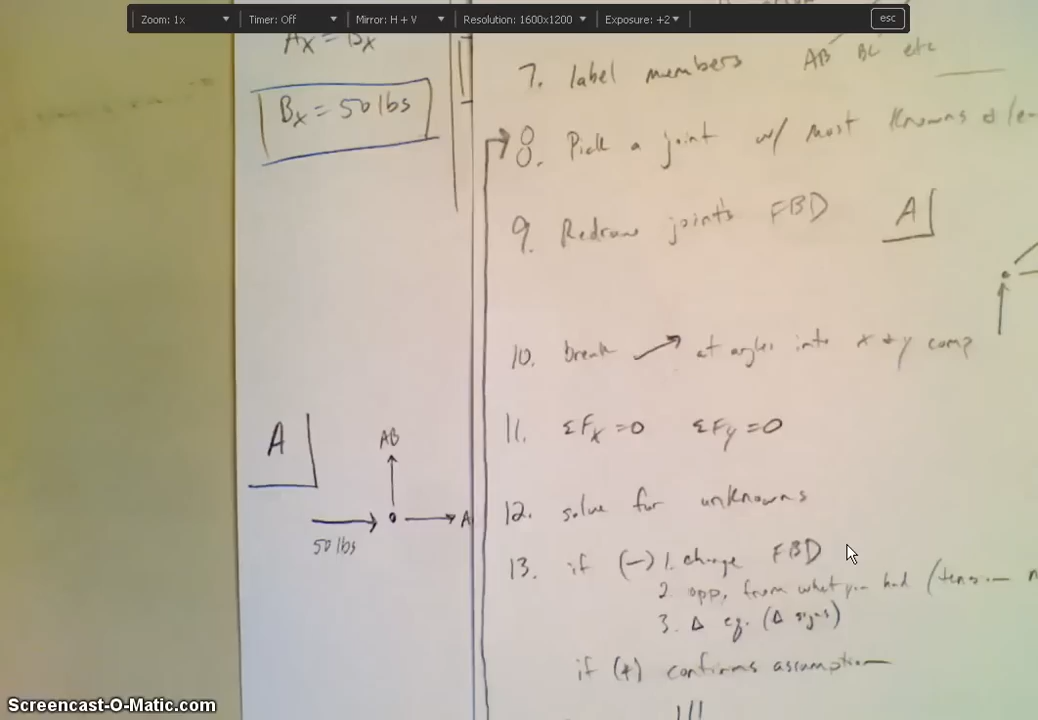 Zoom: 1x Timer: Off Mirror: H + V Resolution: 1600x1200 Exposure: +2 esc
Ax = Bx
Bx = 50 lbs
A
AB
A
50 lbs
7. label members AB BC etc
8. Pick a joint w/ most knowns &
9. Redraw joint's FBD A
10. break at angles into x + y comp
11. ΣFx = 0 ΣFy = 0
12. solve for unknowns
13. if (-) 1. change FBD
2. opp. from what you had (tension
3. Δ eq. (Δ signs)
if (+) confirms assumption
Screencast-O-Matic.com